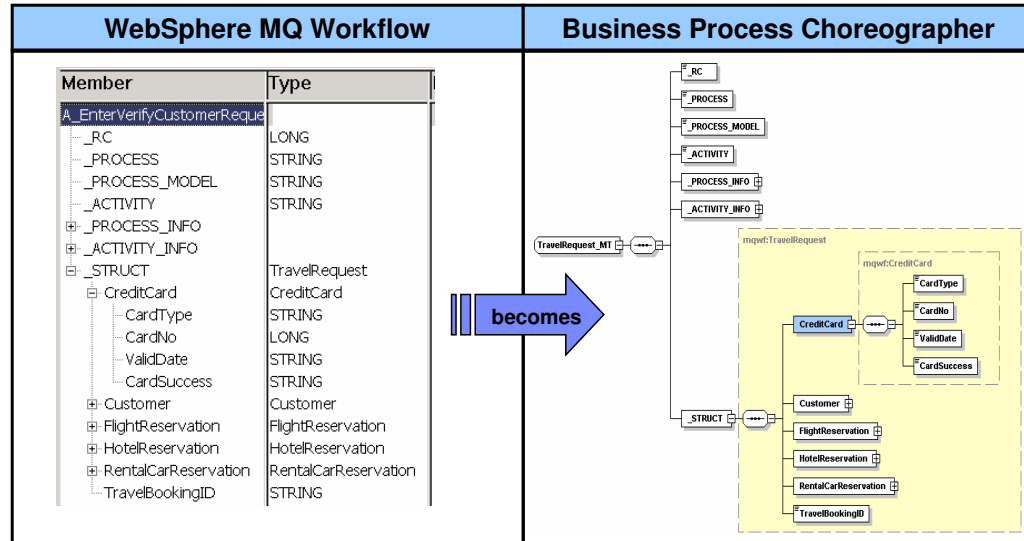 WebSphere MQ Workflow
Business Process Choreographer
Member Type
A_EnterVerifyCustomerReque
_RC LONG
_PROCESS STRING
_PROCESS_MODEL STRING
_ACTIVITY STRING
_PROCESS_INFO
_ACTIVITY_INFO
_STRUCT TravelRequest
CreditCard CreditCard
CardType STRING
CardNo LONG
ValidDate STRING
CardSuccess STRING
Customer Customer
FlightReservation FlightReservation
HotelReservation HotelReservation
RentalCarReservation RentalCarReservation
TravelBookingID STRING
becomes
_RC
_PROCESS
_PROCESS_MODEL
_ACTIVITY
_PROCESS_INFO
_ACTIVITY_INFO
TravelRequest_MT
mqwf:TravelRequest
mqwf:CreditCard
CardType
CardNo
CreditCard
ValidDate
CardSuccess
Customer
_STRUCT
FlightReservation
HotelReservation
RentalCarReservation
TravelBookingID